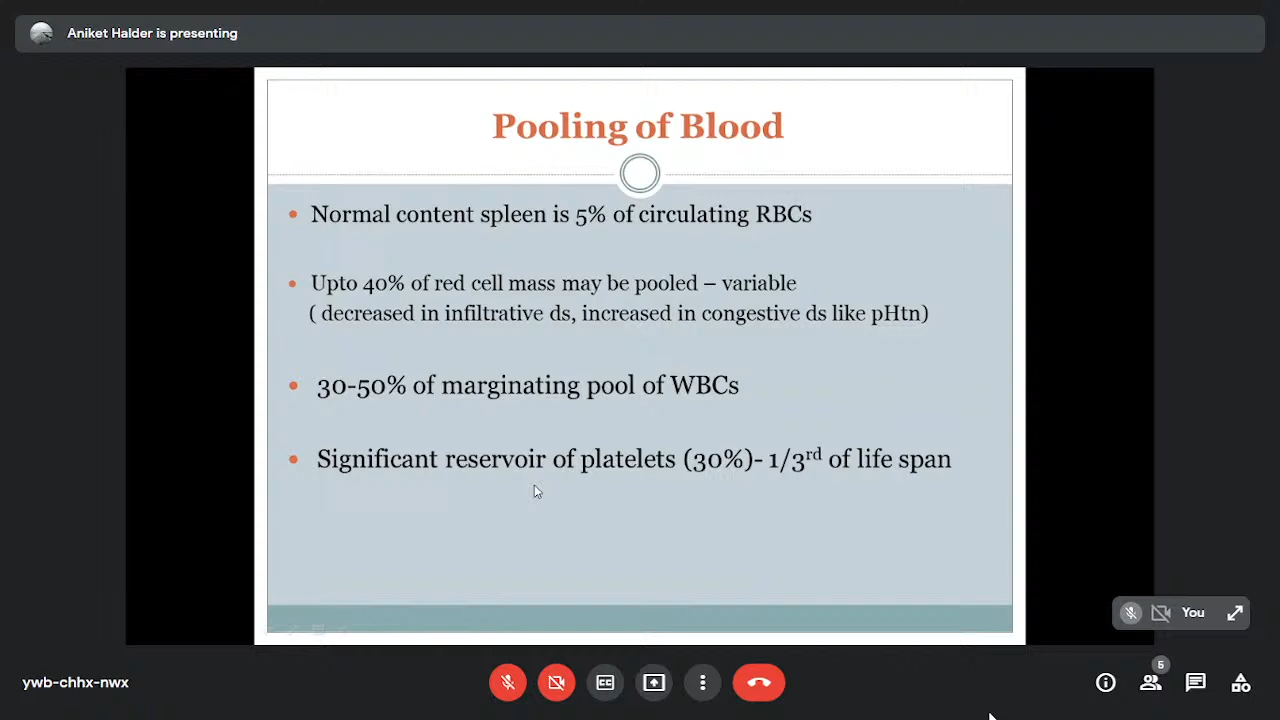 Aniket Halder is presenting
Pooling of Blood
• Normal content spleen is 5% of circulating RBCs
• Upto 40% of red cell mass may be pooled – variable
( decreased in infiltrative ds, increased in congestive ds like pHtn)
• 30-50% of marginating pool of WBCs
• Significant reservoir of platelets (30%)- 1/3rd of life span
You
ywb-chhx-nwx
CC
5